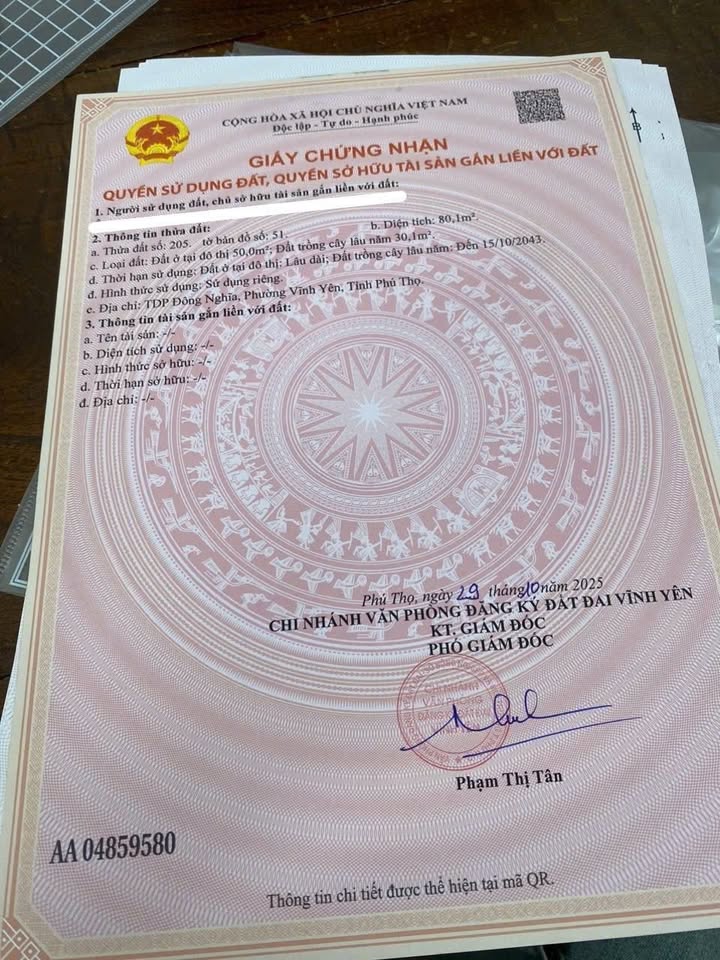 CỘNG HÒA XÃ HỘI CHỦ NGHĨA VIỆT NAM
Độc lập - Tự do - Hạnh phúc
GIẤY CHỨNG NHẬN
QUYỀN SỬ DỤNG ĐẤT, QUYỀN SỞ HỮU TÀI SẢN GẮN LIỀN VỚI ĐẤT
1. Người sử dụng đất, chủ sở hữu tài sản gắn liền với đất:
2. Thông tin thửa đất:
a. Thửa đất số: 205. tờ bản đồ số: 51. b. Diện tích: 80,1m².
c. Loại đất: Đất ở tại đô thị 50,0m²; Đất trồng cây lâu năm 30,1m².
d. Thời hạn sử dụng: Đất ở tại đô thị: Lâu dài; Đất trồng cây lâu năm: Đến 15/10/2043.
đ. Hình thức sử dụng: Sử dụng riêng.
e. Địa chỉ: TDP Đông Nghĩa, Phường Vĩnh Yên, Tỉnh Phú Thọ.
3. Thông tin tài sản gắn liền với đất:
a. Tên tài sản: -/-
b. Diện tích sử dụng: -/-
c. Hình thức sở hữu: -/-
d. Thời hạn sở hữu: -/-
đ. Địa chỉ: -/-
Phú Thọ, ngày 29 tháng 10 năm 2025
CHI NHÁNH VĂN PHÒNG ĐĂNG KÝ ĐẤT ĐAI VĨNH YÊN
KT. GIÁM ĐỐC
PHÓ GIÁM ĐỐC
CHI NHÁNH
VĂN PHÒNG
Phạm Thị Tân
AA 04859580
Thông tin chi tiết được thể hiện tại mã QR.